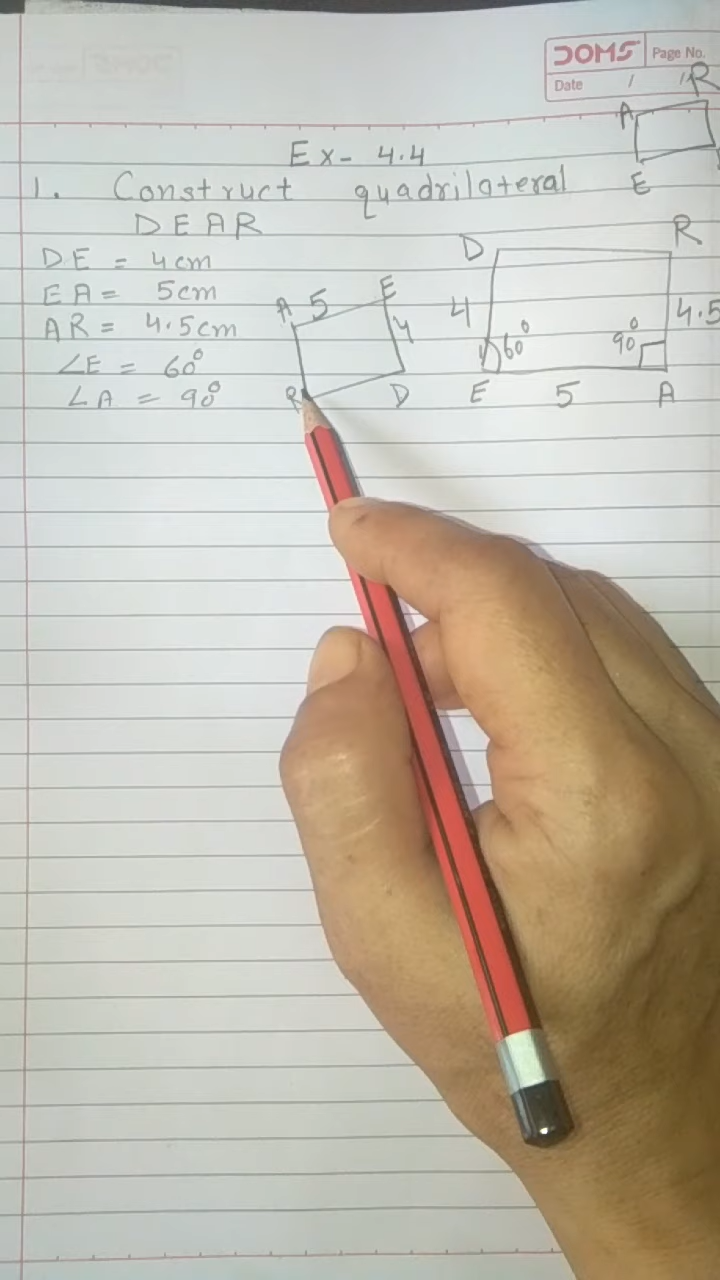 DOMS
Page No.
Date / /
R
A
E
Ex- 4.4
1. Construct quadrilateral
DEAR
DE = 4cm
EA = 5cm
AR = 4.5cm
∠E = 60°
∠A = 90°
A 5 E
4
R D
D R
4 4.5
60° 90°
E 5 A